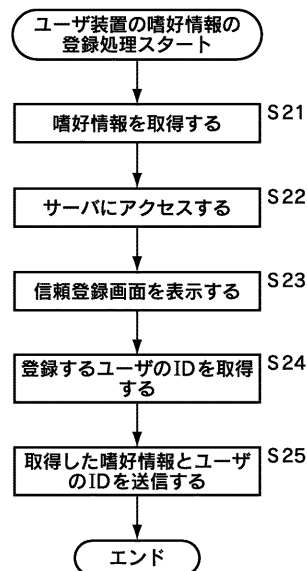 ユーザ装置の嗜好情報の
登録処理スタート
嗜好情報を取得する
S21
サーバにアクセスする
S22
信頼登録画面を表示する
S23
登録するユーザのIDを取得
する
S24
取得した嗜好情報とユーザ
のIDを送信する
S25
エンド